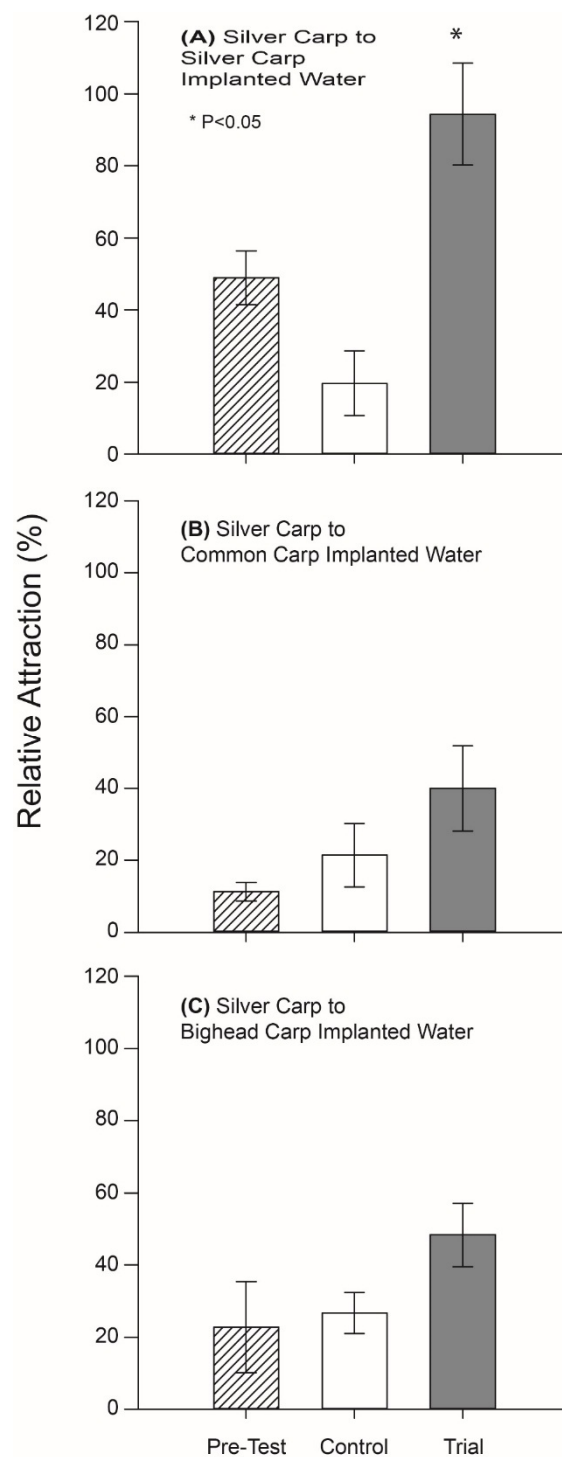 Relative Attraction (%)
120
100
80
60
40
20
0
(A) Silver Carp to
Silver Carp
Implanted Water
* P<0.05
*
120
100
80
60
40
20
0
(B) Silver Carp to
Common Carp Implanted Water
120
100
80
60
40
20
0
(C) Silver Carp to
Bighead Carp Implanted Water
Pre-Test Control Trial